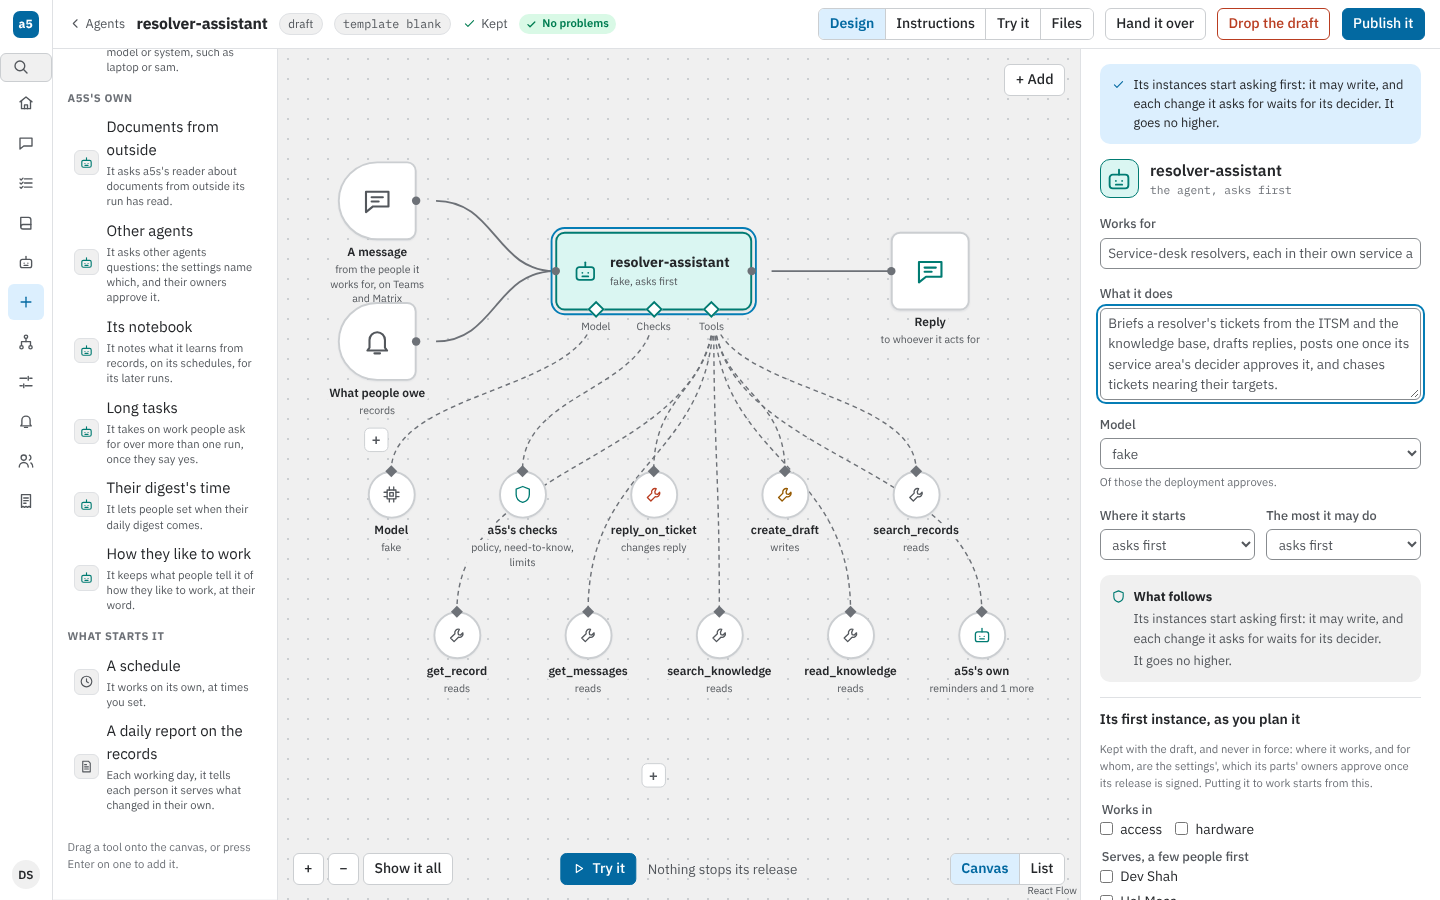 a5
Agents
resolver-assistant
draft
template blank
Kept
No problems
Design
Instructions
Try it
Files
Hand it over
Drop the draft
Publish it
model or system, such as
laptop or sam.
A5S'S OWN
Documents from
outside
It asks a5s's reader about
documents from outside its
run has read.
Other agents
It asks other agents
questions: the settings name
which, and their owners
approve it.
Its notebook
It notes what it learns from
records, on its schedules, for
its later runs.
Long tasks
It takes on work people ask
for over more than one run,
once they say yes.
Their digest's time
It lets people set when their
daily digest comes.
How they like to work
It keeps what people tell it of
how they like to work, at their
word.
WHAT STARTS IT
A schedule
It works on its own, at times
you set.
A daily report on the
records
Each working day, it tells
each person it serves what
changed in their own.
Drag a tool onto the canvas, or press
Enter on one to add it.
DS
+ Add
A message
from the people it
works for, on Teams
and Matrix
What people owe
records
+
resolver-assistant
fake, asks first
Model
Checks
Tools
Reply
to whoever it acts for
Model
fake
a5s's checks
policy, need-to-know,
limits
reply_on_ticket
changes reply
create_draft
writes
search_records
reads
get_record
reads
get_messages
reads
search_knowledge
reads
read_knowledge
reads
a5s's own
reminders and 1 more
+
+
−
Show it all
Try it
Nothing stops its release
Canvas
List
React Flow
Its instances start asking first: it may write, and
each change it asks for waits for its decider. It
goes no higher.
resolver-assistant
the agent, asks first
Works for
Service-desk resolvers, each in their own service a
What it does
Briefs a resolver's tickets from the ITSM and the
knowledge base, drafts replies, posts one once its
service area's decider approves it, and chases
tickets nearing their targets.
Model
fake
Of those the deployment approves.
Where it starts
The most it may do
asks first
asks first
What follows
Its instances start asking first: it may write, and
each change it asks for waits for its decider.
It goes no higher.
Its first instance, as you plan it
Kept with the draft, and never in force: where it works, and for
whom, are the settings', which its parts' owners approve once
its release is signed. Putting it to work starts from this.
Works in
access
hardware
Serves, a few people first
Dev Shah